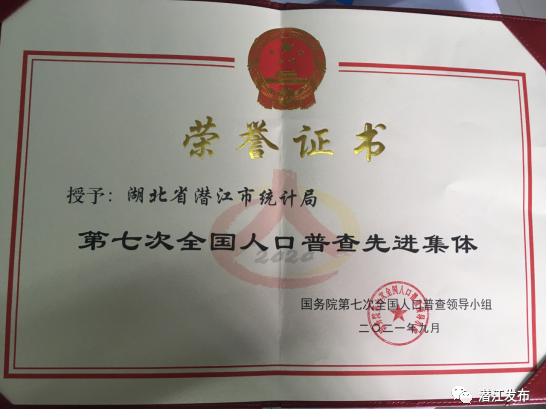 荣誉证书
授予：湖北省潜江市统计局
第七次全国人口普查先进集体
2020
国务院第七次全国人口普查领导小组
二〇二一年九月
潜江发布